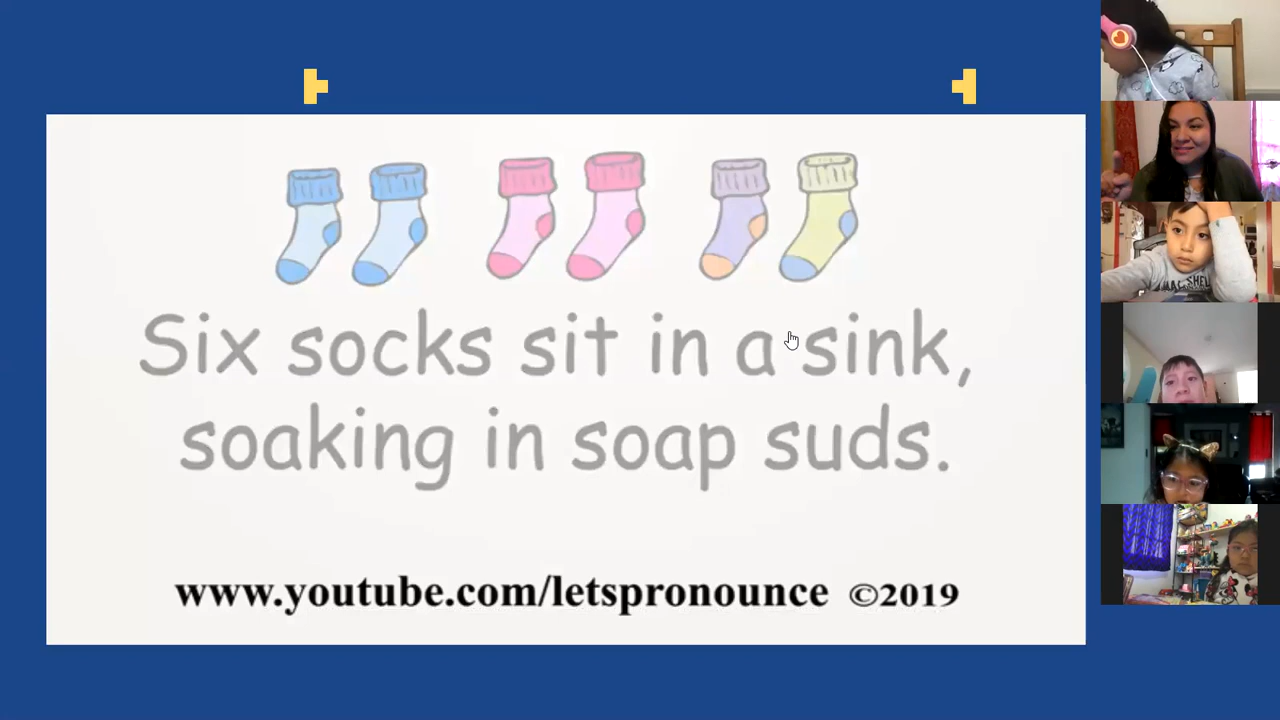 Six socks sit in a sink,
soaking in soap suds.
www.youtube.com/letspronounce ©2019